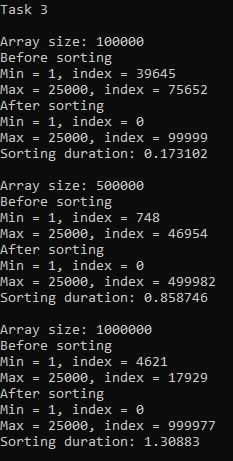 Task 3
Array size: 100000
Before sorting
Min = 1, index = 39645
Max = 25000, index = 75652
After sorting
Min = 1, index = 0
Max = 25000, index = 99999
Sorting duration: 0.173102
Array size: 500000
Before sorting
Min = 1, index = 748
Max = 25000, index = 46954
After sorting
Min = 1, index = 0
Max = 25000, index = 499982
Sorting duration: 0.858746
Array size: 1000000
Before sorting
Min = 1, index = 4621
Max = 25000, index = 17929
After sorting
Min = 1, index = 0
Max = 25000, index = 999977
Sorting duration: 1.30883